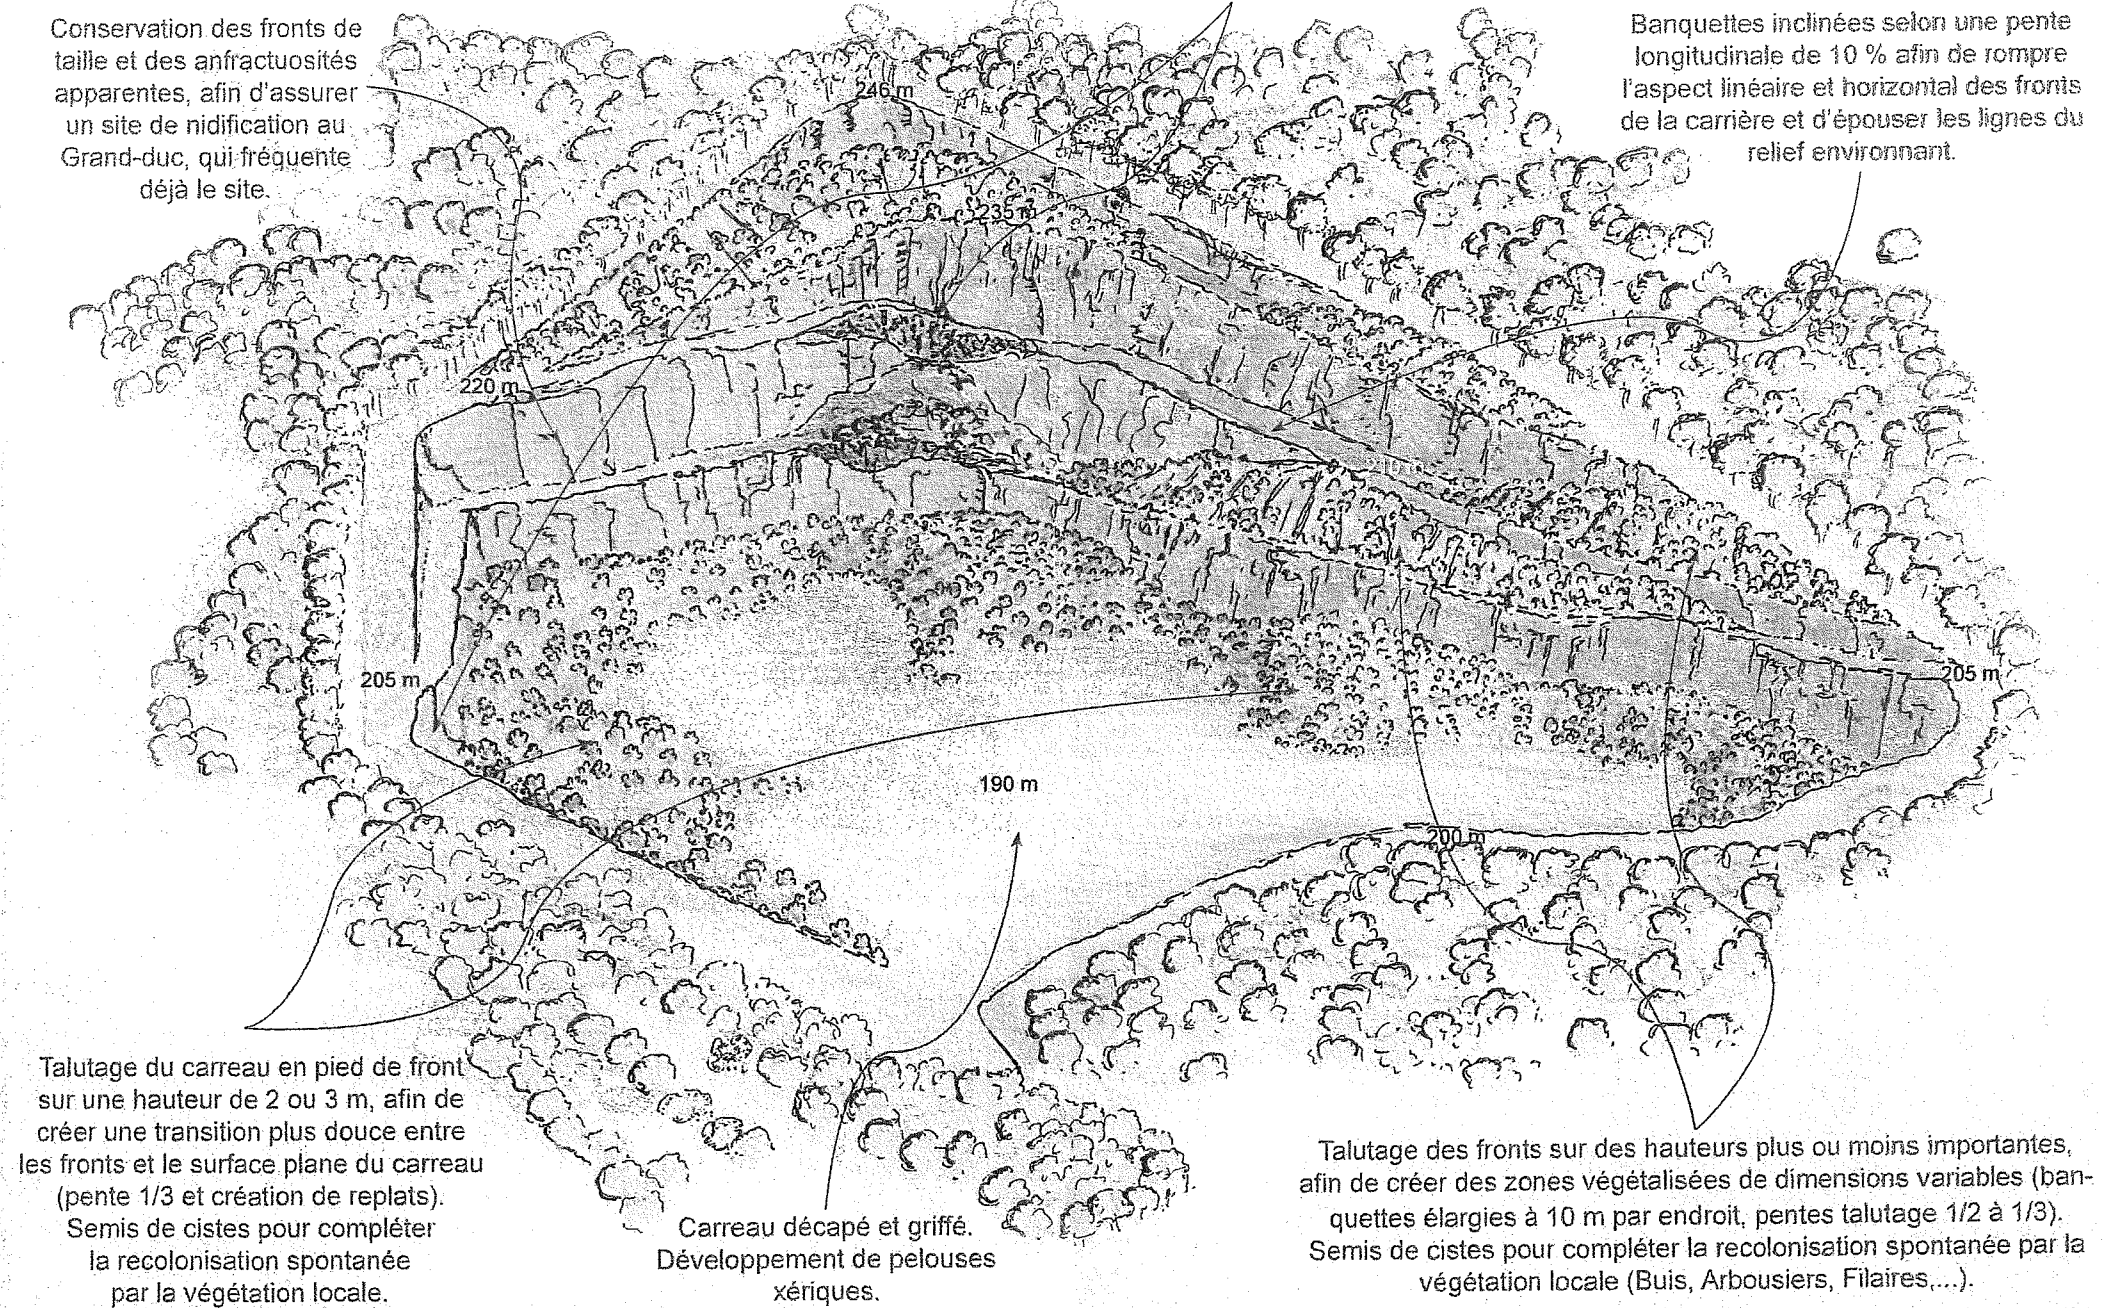 Conservation des fronts de
taille et des anfractuosités
apparentes, afin d'assurer
un site de nidification au
Grand-duc, qui fréquente
déjà le site.
Banquettes inclinées selon une pente
longitudinale de 10 % afin de rompre
l'aspect linéaire et horizontal des fronts
de la carrière et d'épouser les lignes du
relief environnant.
246 m
235 m
220 m
210 m
205 m
205 m
190 m
200 m
Talutage du carreau en pied de front
sur une hauteur de 2 ou 3 m, afin de
créer une transition plus douce entre
les fronts et le surface plane du carreau
(pente 1/3 et création de replats).
Semis de cistes pour compléter
la recolonisation spontanée
par la végétation locale.
Carreau décapé et griffé.
Développement de pelouses
xériques.
Talutage des fronts sur des hauteurs plus ou moins importantes,
afin de créer des zones végétalisées de dimensions variables (ban-
quettes élargies à 10 m par endroit, pentes talutage 1/2 à 1/3).
Semis de cistes pour compléter la recolonisation spontanée par la
végétation locale (Buis, Arbousiers, Filaires,...).